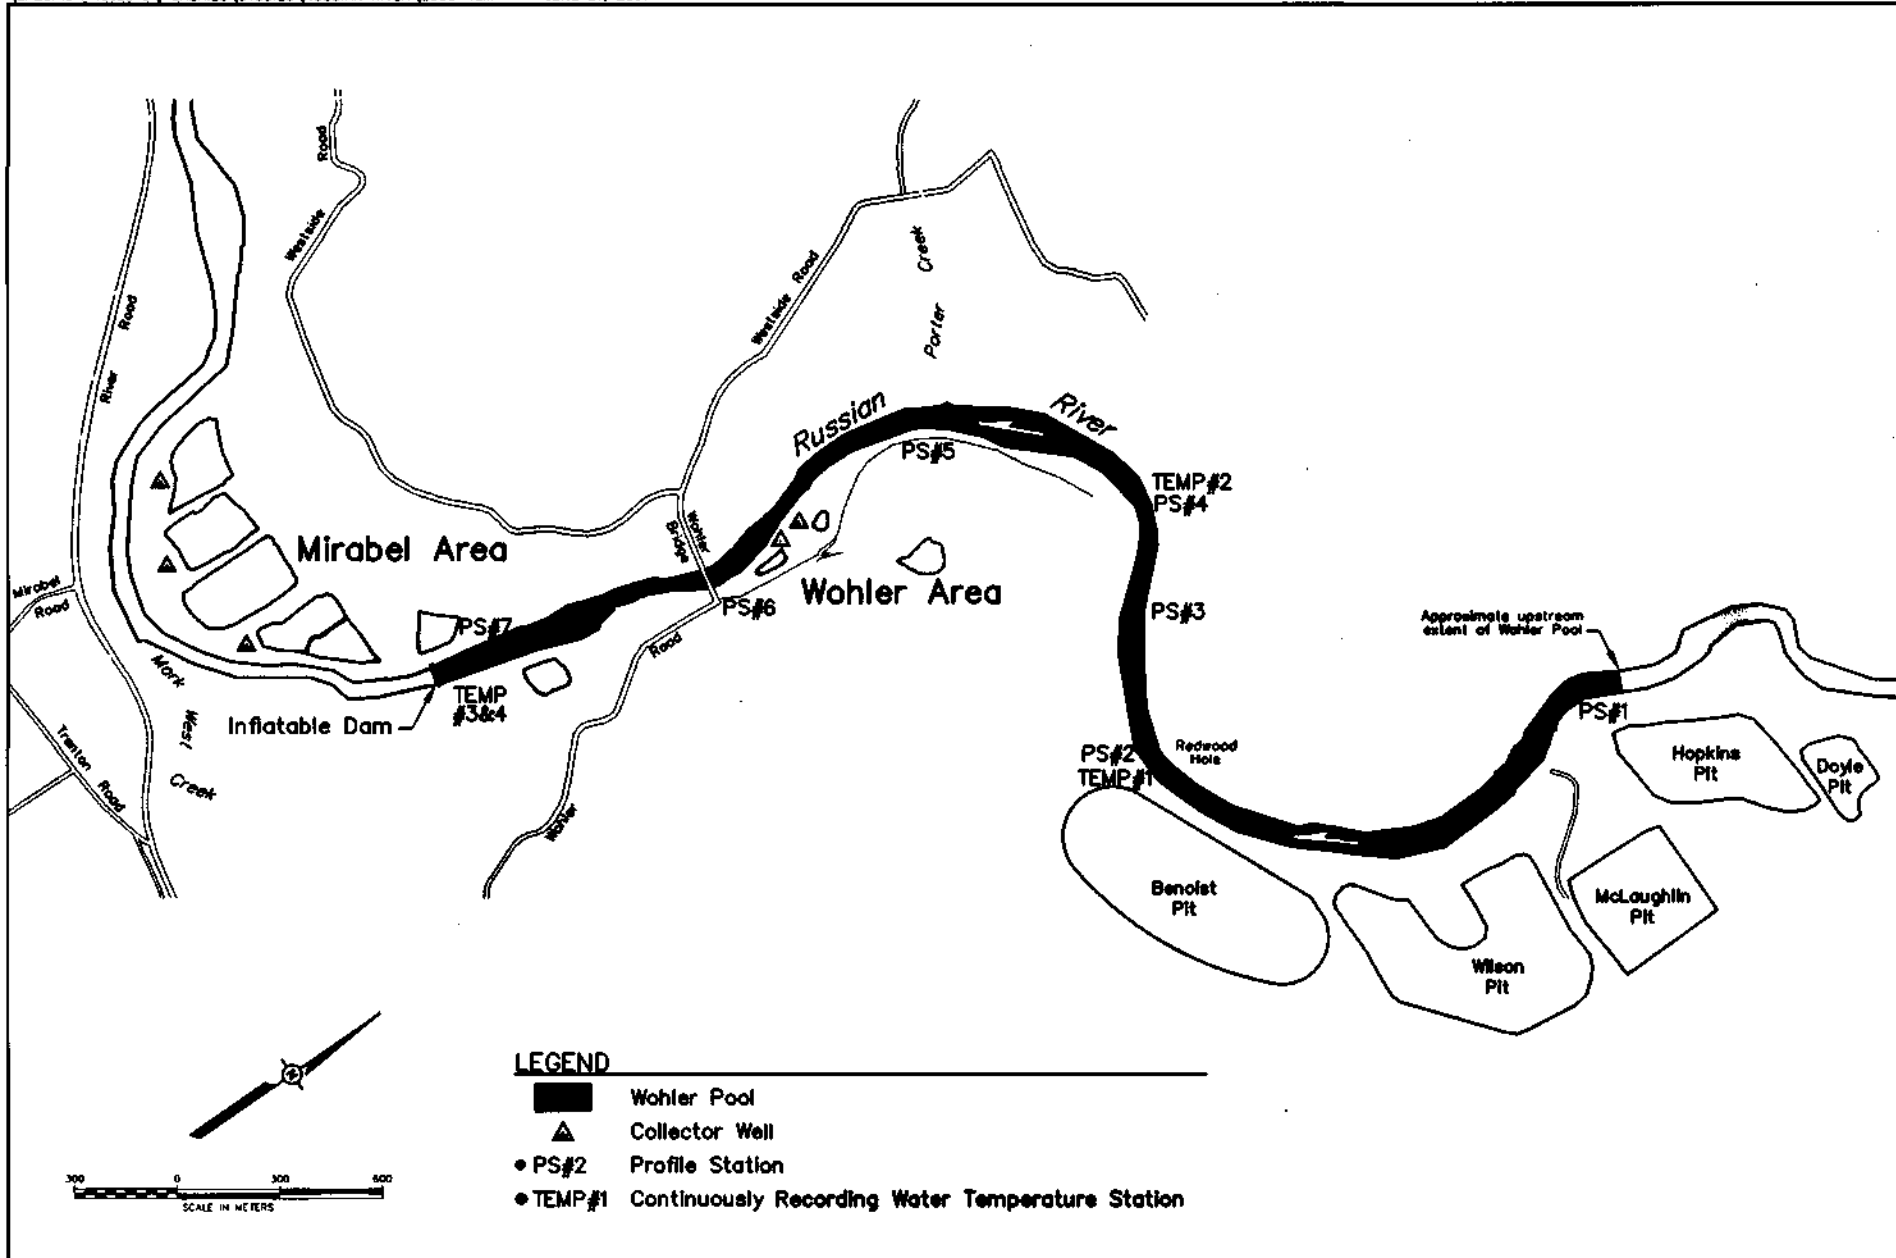 Road
Westside
Road
River
Westside Road
Creek
Porter
Russian River
PS#5
TEMP#2
PS#4
Mirabel Area
Wohler
Bridge
Wohler Area
Mirabel
Road
PS#7
PS#6
PS#3
Approximate upstream
extent of Wohler Pool
Road
Mark
West
Creek
TEMP
#3&4
Inflatable Dam
PS#1
Trenton Road
PS#2
TEMP#1
Redwood
Hole
Hopkins
Pit
Doyle
Pit
Wohler
Benoist
Pit
McLaughlin
Pit
Wilson
Pit
N
LEGEND
Wohler Pool
Collector Well
PS#2 Profile Station
TEMP#1 Continuously Recording Water Temperature Station
300 0 300 600
SCALE IN METERS